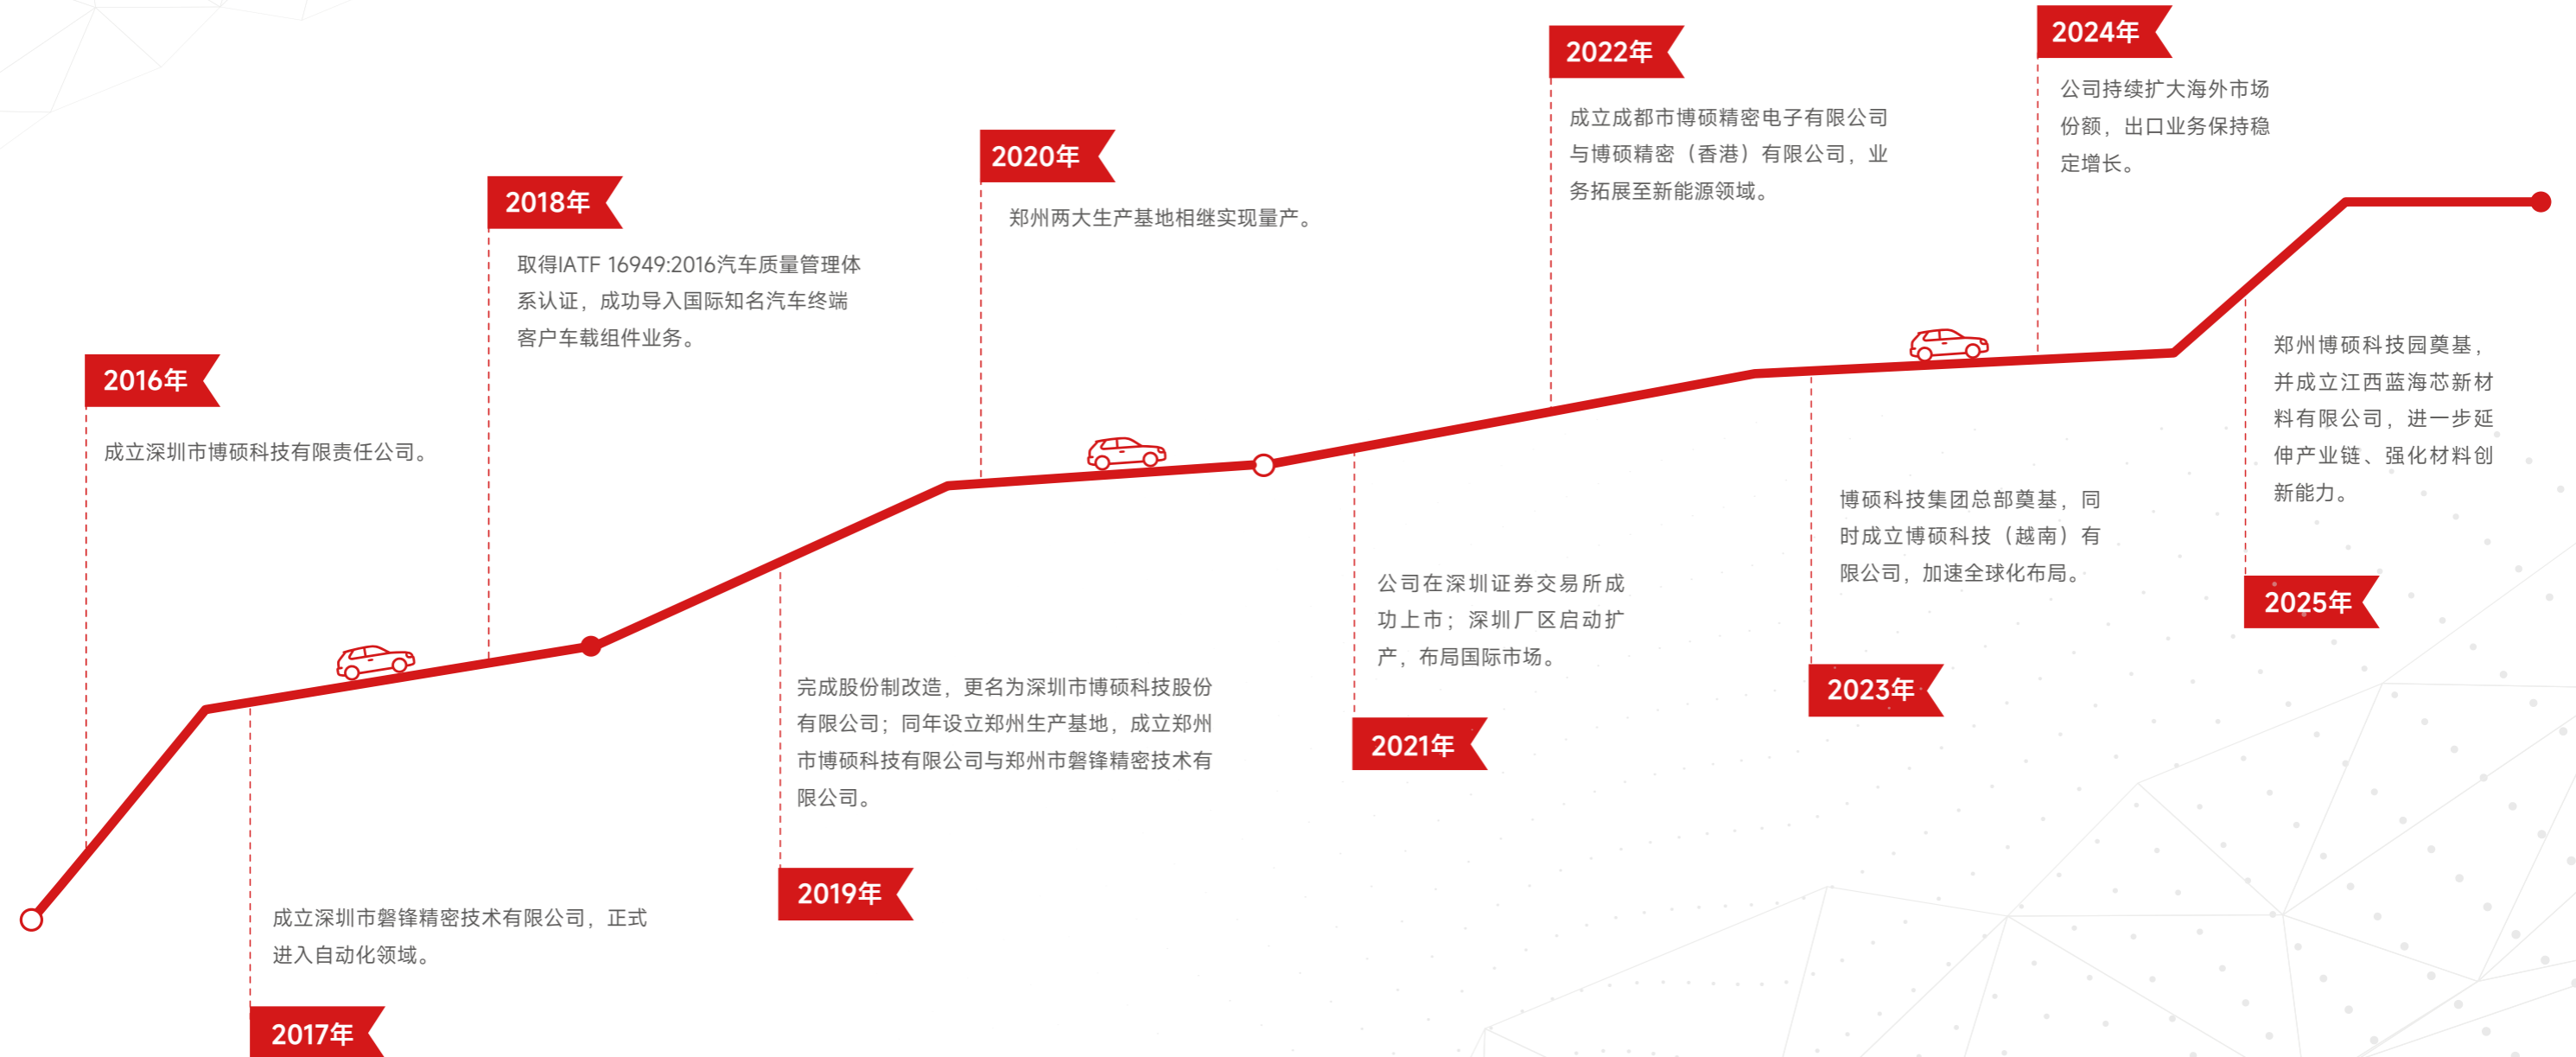 2016年
成立深圳市博硕科技有限责任公司。
成立深圳市磐锋精密技术有限公司，正式
进入自动化领域。
2017年
2018年
取得IATF 16949:2016汽车质量管理体
系认证，成功导入国际知名汽车终端
客户车载组件业务。
完成股份制改造，更名为深圳市博硕科技股份
有限公司；同年设立郑州生产基地，成立郑州
市博硕科技有限公司与郑州市磐锋精密技术有
限公司。
2019年
2020年
郑州两大生产基地相继实现量产。
公司在深圳证券交易所成
功上市；深圳厂区启动扩
产，布局国际市场。
2021年
2022年
成立成都市博硕精密电子有限公司
与博硕精密（香港）有限公司，业
务拓展至新能源领域。
博硕科技集团总部奠基，同
时成立博硕科技（越南）有
限公司，加速全球化布局。
2023年
2024年
公司持续扩大海外市场
份额，出口业务保持稳
定增长。
郑州博硕科技园奠基，
并成立江西蓝海芯新材
料有限公司，进一步延
伸产业链、强化材料创
新能力。
2025年